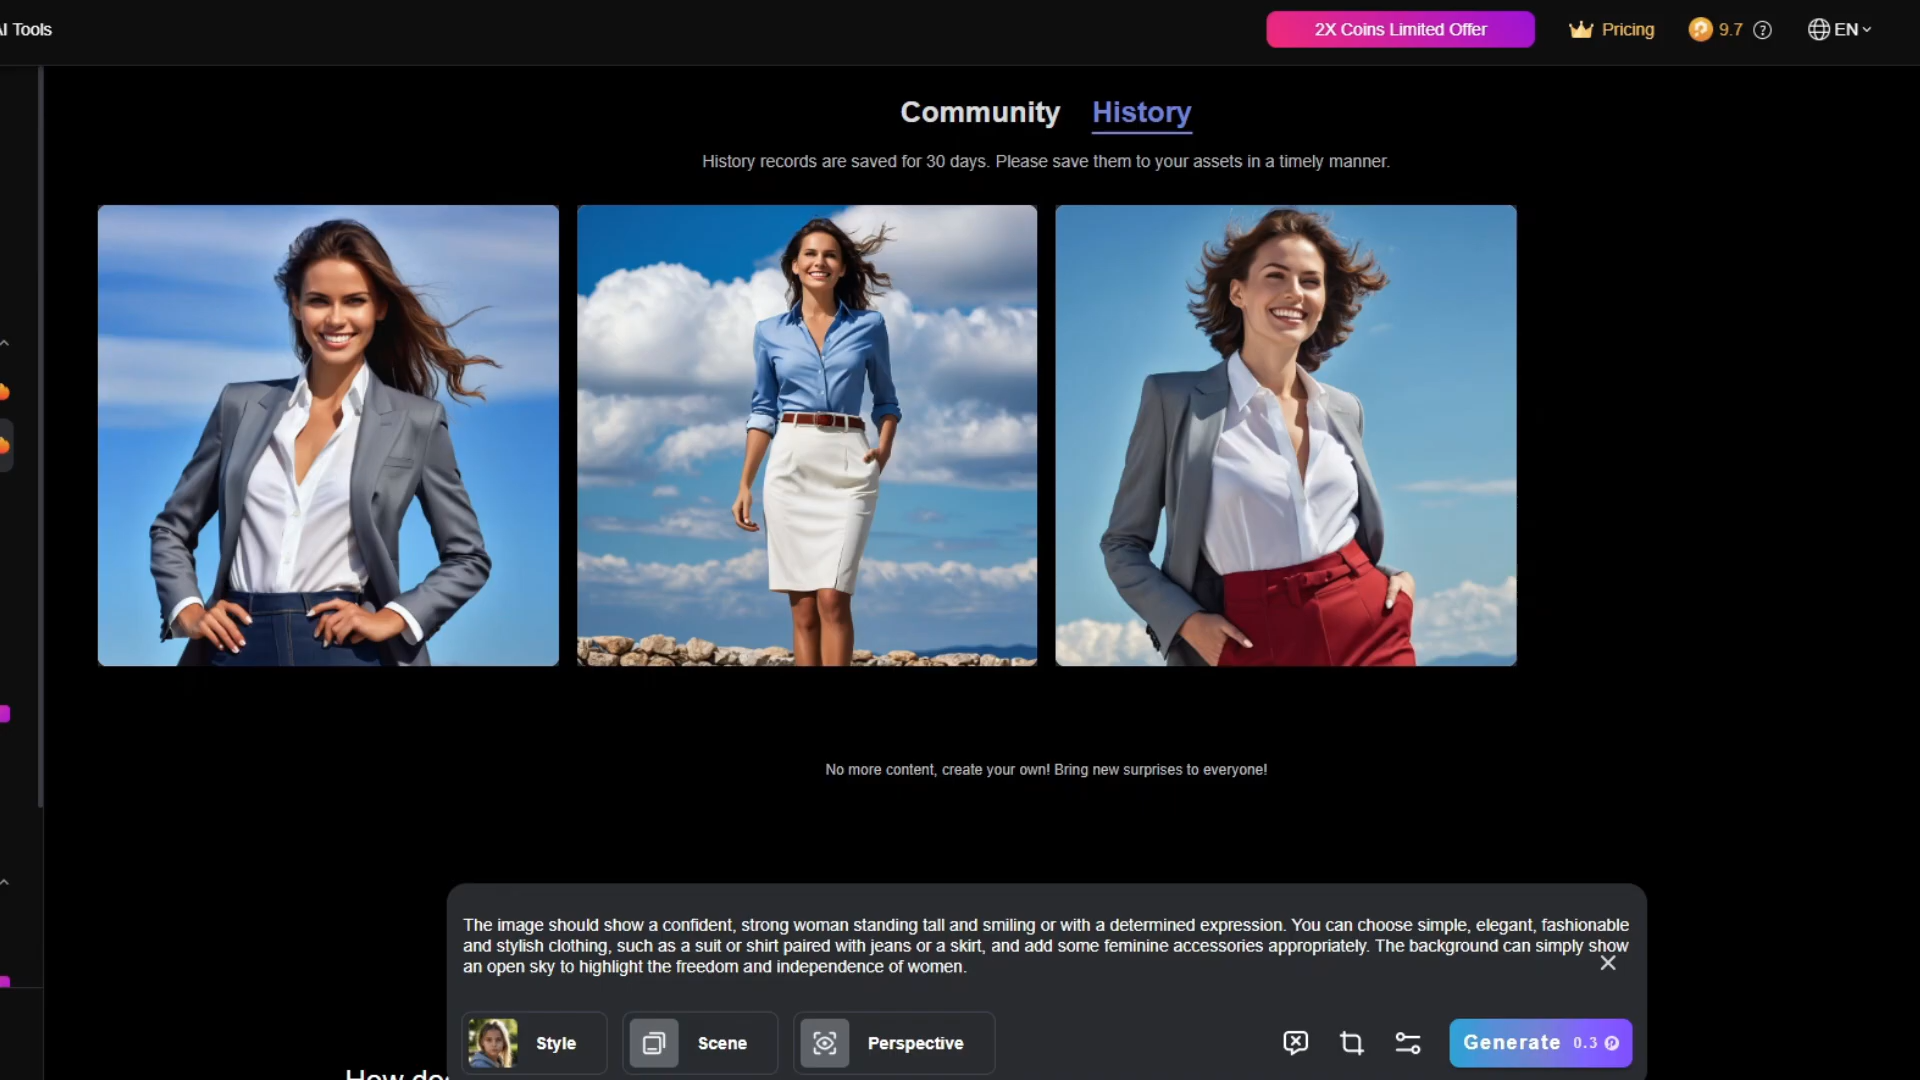 AI Tools
2X Coins Limited Offer
Pricing
9.7
EN
Community
History
History records are saved for 30 days. Please save them to your assets in a timely manner.
No more content, create your own! Bring new surprises to everyone!
The image should show a confident, strong woman standing tall and smiling or with a determined expression. You can choose simple, elegant, fashionable
and stylish clothing, such as a suit or shirt paired with jeans or a skirt, and add some feminine accessories appropriately. The background can simply show
an open sky to highlight the freedom and independence of women.
Style
Scene
Perspective
Generate 0.3
How